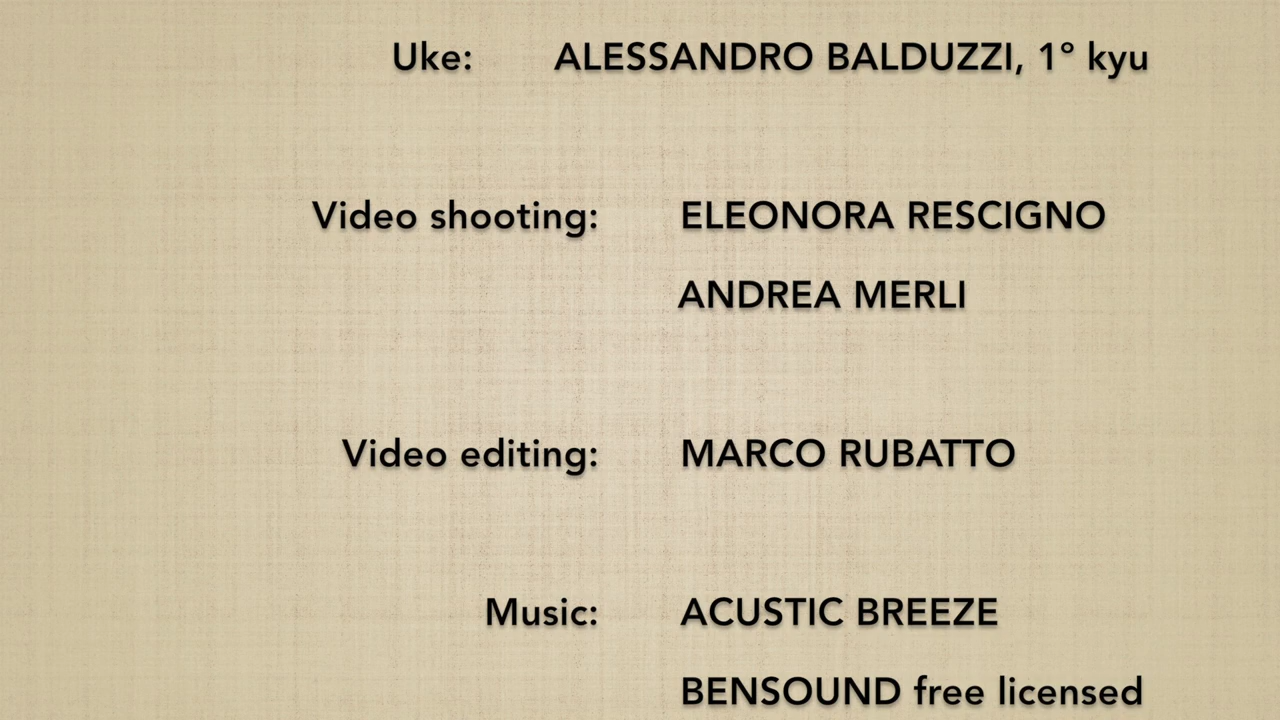 Uke: ALESSANDRO BALDUZZI, 1° kyu
Video shooting: ELEONORA RESCIGNO
ANDREA MERLI
Video editing: MARCO RUBATTO
Music: ACUSTIC BREEZE
BENSOUND free licensed